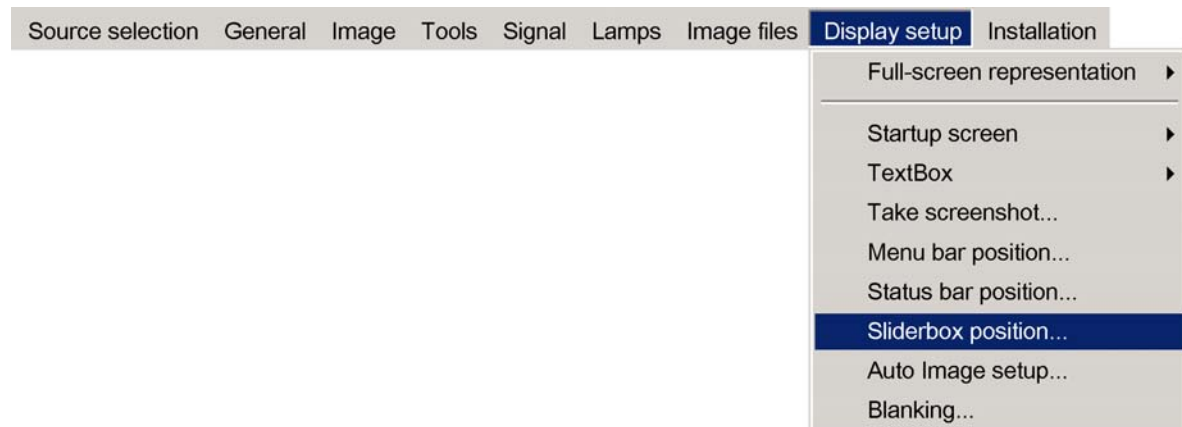 Source selection General Image Tools Signal Lamps Image files Display setup Installation
Full-screen representation
Startup screen
TextBox
Take screenshot...
Menu bar position...
Status bar position...
Sliderbox position...
Auto Image setup...
Blanking...